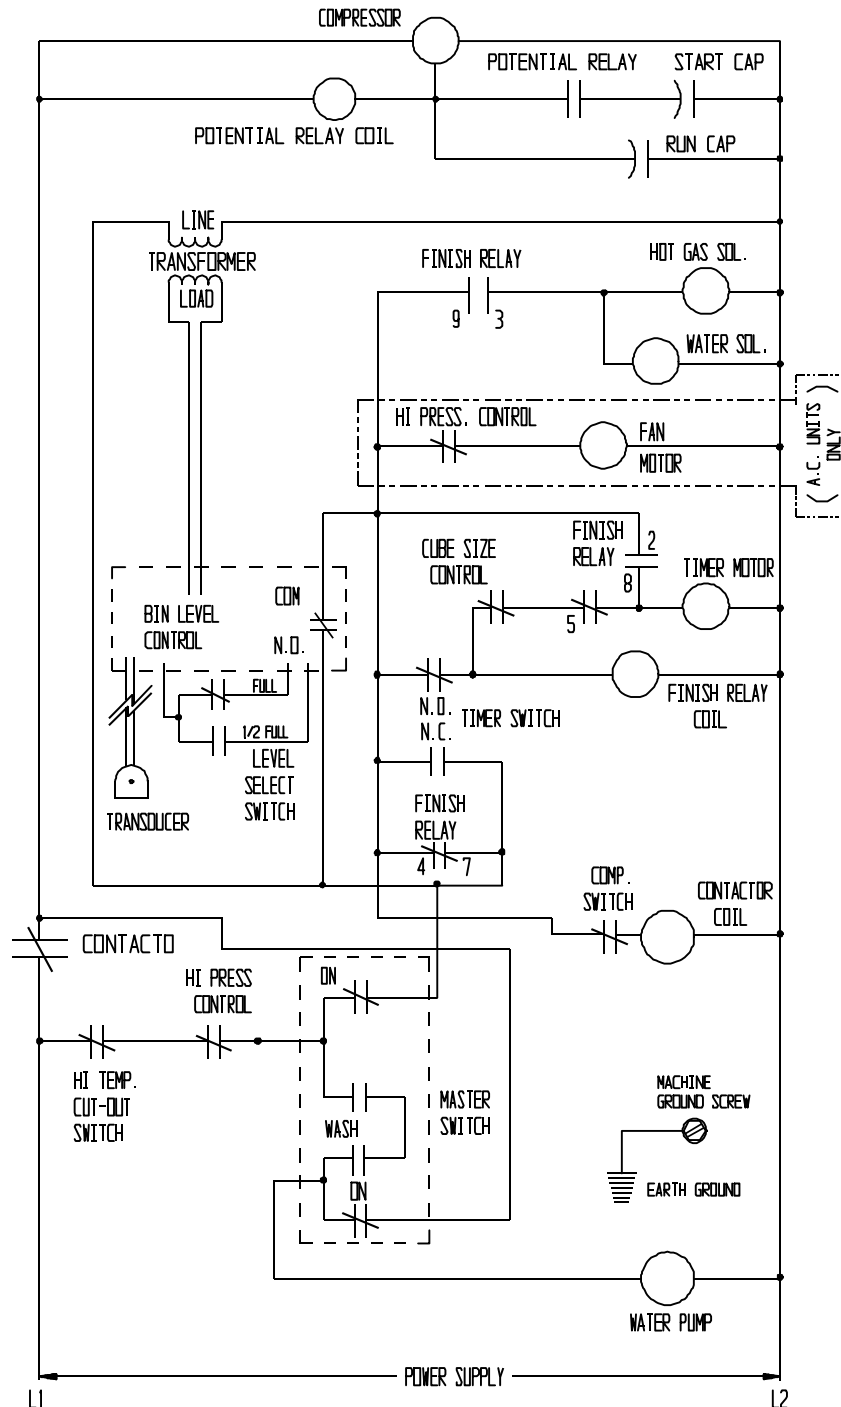 COMPRESSOR
POTENTIAL RELAY
START CAP
POTENTIAL RELAY COIL
RUN CAP
LINE
TRANSFORMER
LOAD
FINISH RELAY
9 3
HOT GAS SOL.
WATER SOL.
HI PRESS. CONTROL
FAN
MOTOR
( A.C. UNITS )
ONLY
CUBE SIZE
CONTROL
FINISH
RELAY
2
8
5
TIMER MOTOR
COM
BIN LEVEL
CONTROL
N.O.
FULL
1/2 FULL
LEVEL
SELECT
SWITCH
TRANSDUCER
N.O.
N.C.
TIMER SWITCH
FINISH RELAY
COIL
FINISH
RELAY
4 7
COMP.
SWITCH
CONTACTOR
COIL
CONTACTO
HI PRESS
CONTROL
ON
HI TEMP.
CUT-OUT
SWITCH
WASH
MASTER
SWITCH
ON
MACHINE
GROUND SCREW
EARTH GROUND
WATER PUMP
POWER SUPPLY
L1
L2